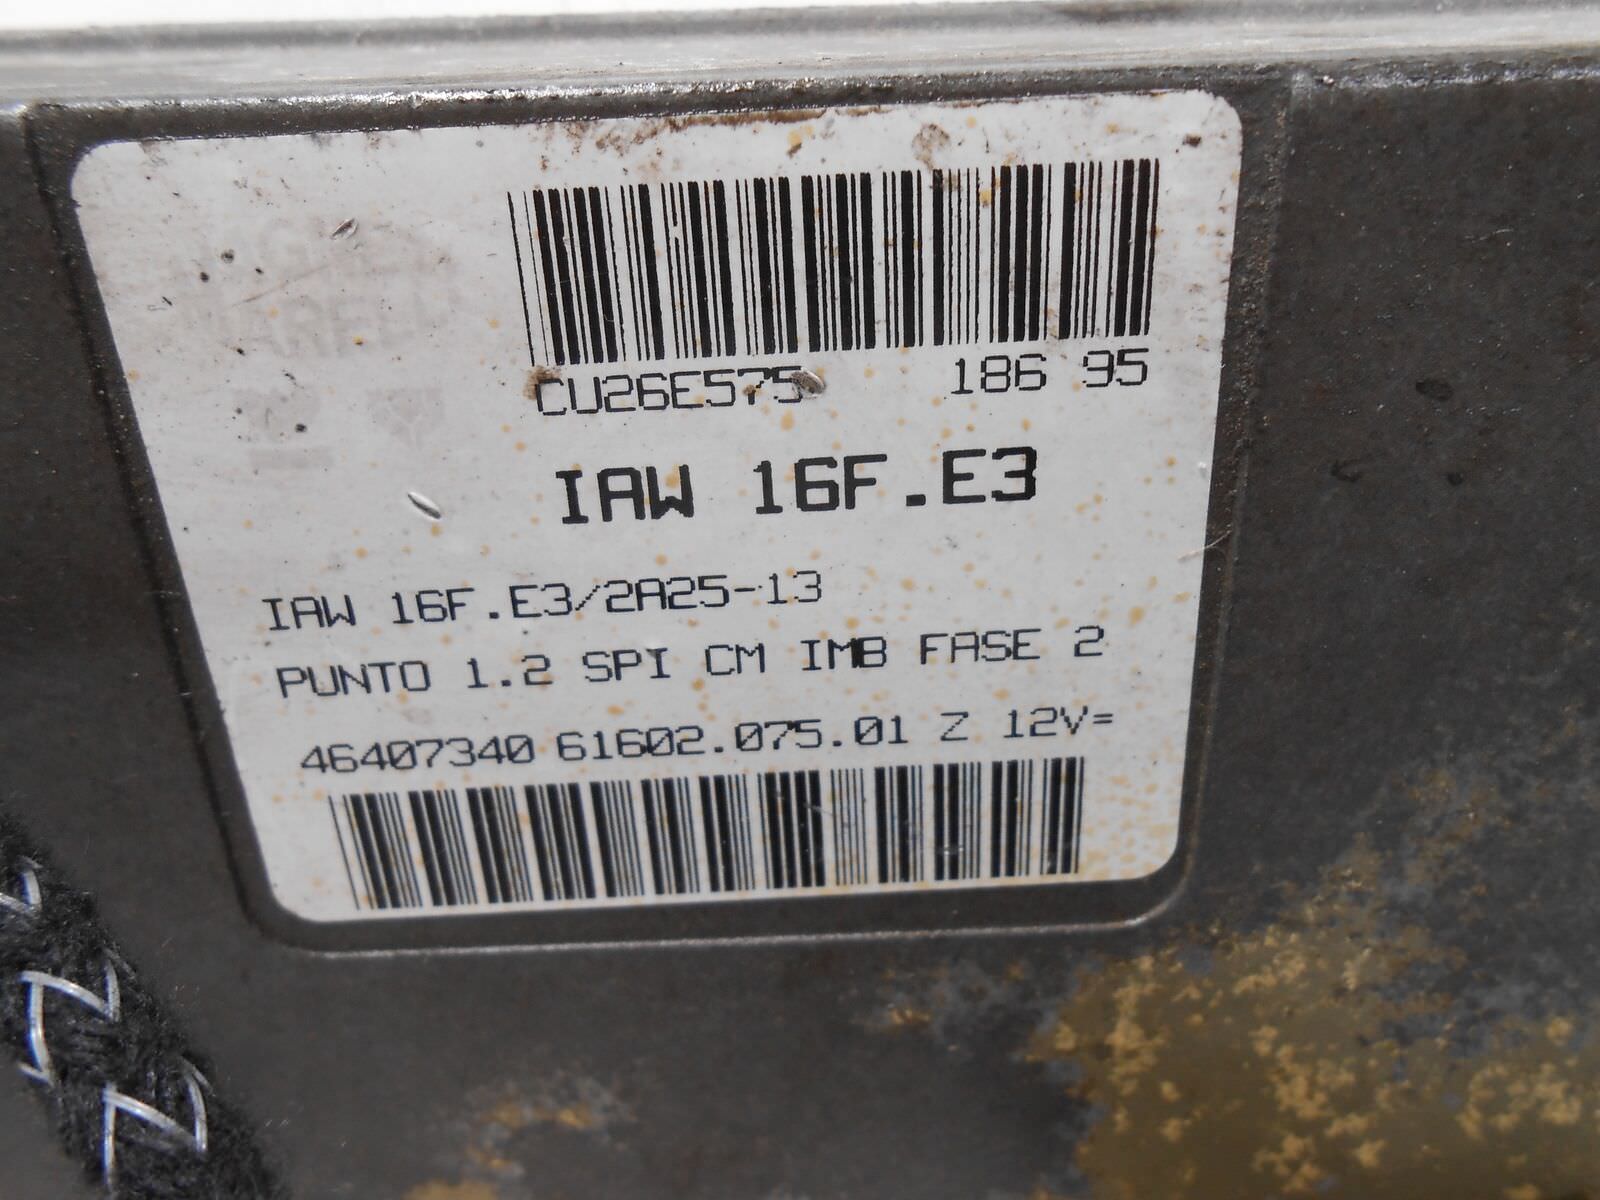 CU26E575 186 95
IAW 16F.E3
IAW 16F.E3/2A25-13
PUNTO 1.2 SPI CM IMB FASE 2
46407340 61602.075.01 Z 12V=